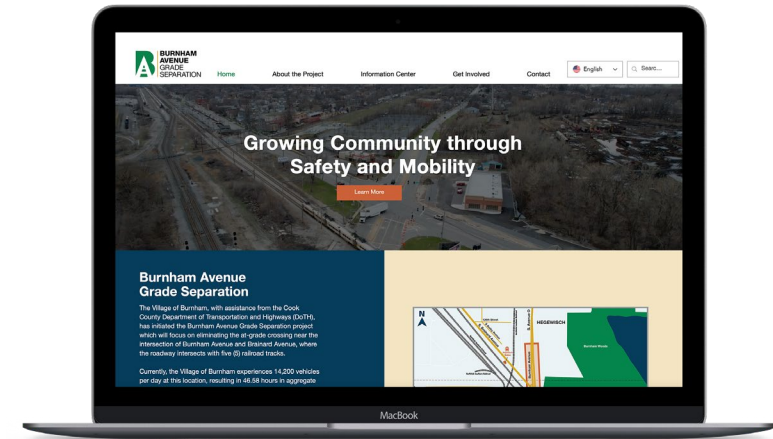 BURNHAM
AVENUE
GRADE
SEPARATION
Home
About the Project
Information Center
Get Involved
Contact
English
Searc...
Growing Community through
Safety and Mobility
Learn More
Burnham Avenue
Grade Separation
The Village of Burnham, with assistance from the Cook
County Department of Transportation and Highways (DoTH),
has initiated the Burnham Avenue Grade Separation project
which will focus on eliminating the at-grade crossing near the
intersection of Burnham Avenue and Brainard Avenue, where
the roadway intersects with five (5) railroad tracks.
Currently, the Village of Burnham experiences 14,200 vehicles
per day at this location, resulting in 46.58 hours in aggregate
N
HEGEWISCH
Burnham Woods
Burnham Avenue
MacBook